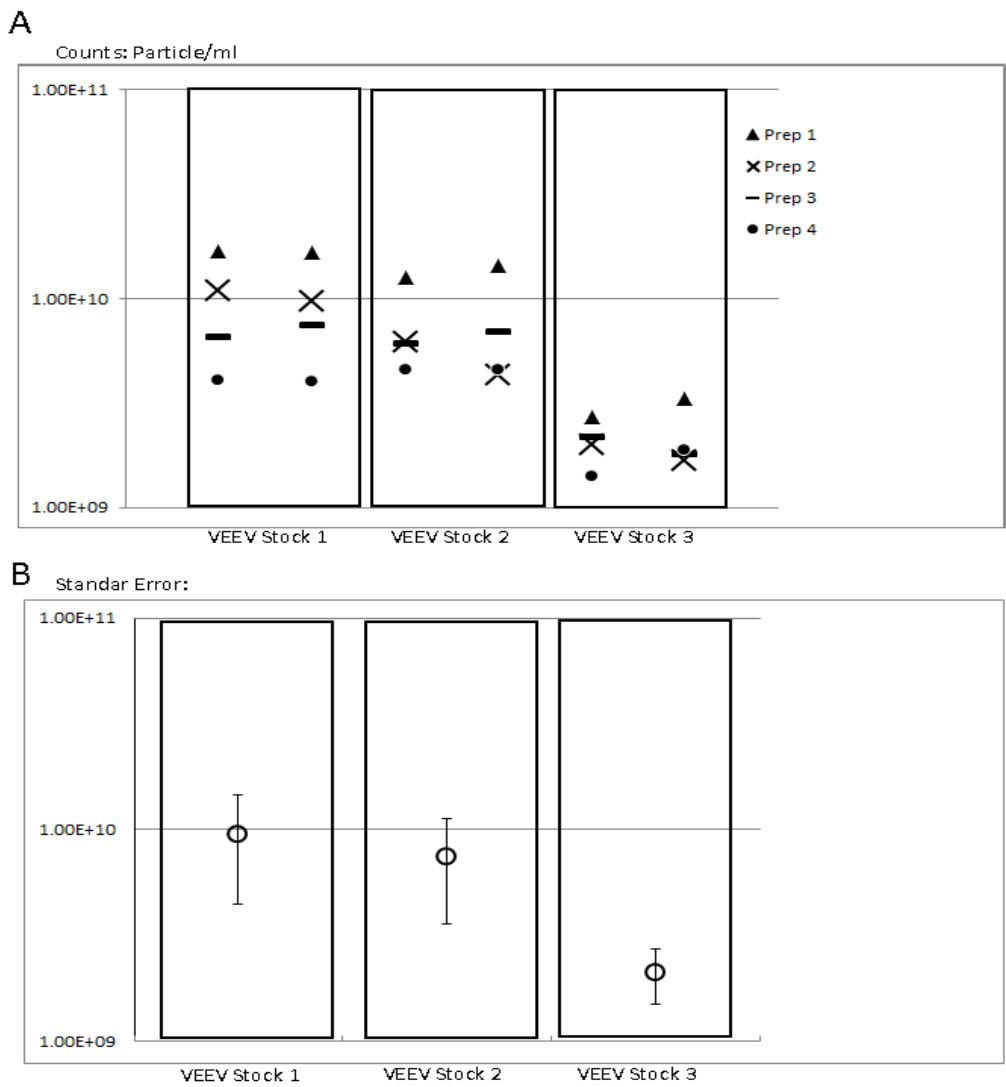 A
Counts: Particle/ml
1.00E+11
Prep 1
Prep 2
Prep 3
Prep 4
1.00E+10
1.00E+09
VEEV Stock 1 VEEV Stock 2 VEEV Stock 3
B
Standar Error:
1.00E+11
1.00E+10
1.00E+09
VEEV Stock 1 VEEV Stock 2 VEEV Stock 3